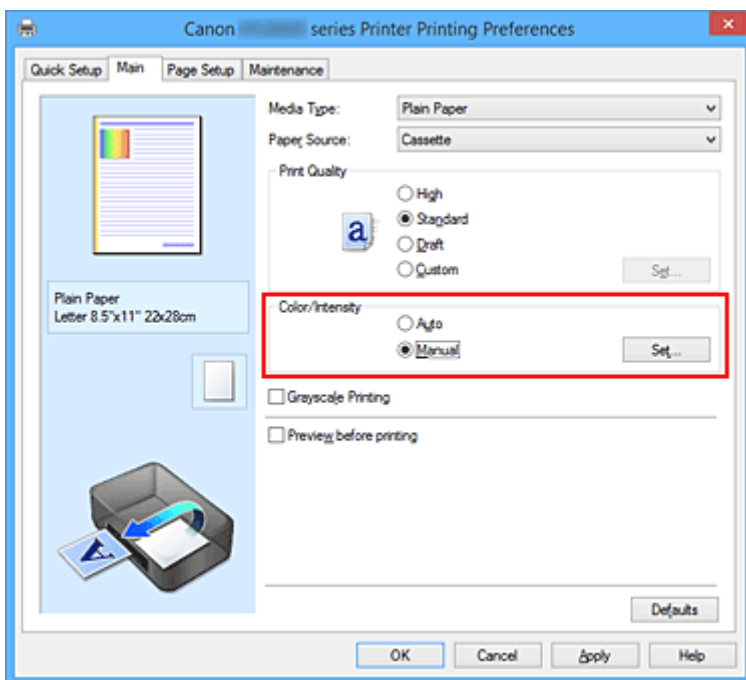 Canon series Printer Printing Preferences
Quick Setup Main Page Setup Maintenance
Media Type: Plain Paper
Paper Source: Cassette
Print Quality
High
a Standard
Draft
Custom Set...
Plain Paper
Letter 8.5"x11" 22x28cm
Color/Intensity
Auto
Manual Set...
Grayscale Printing
Preview before printing
A
Defaults
OK Cancel Apply Help